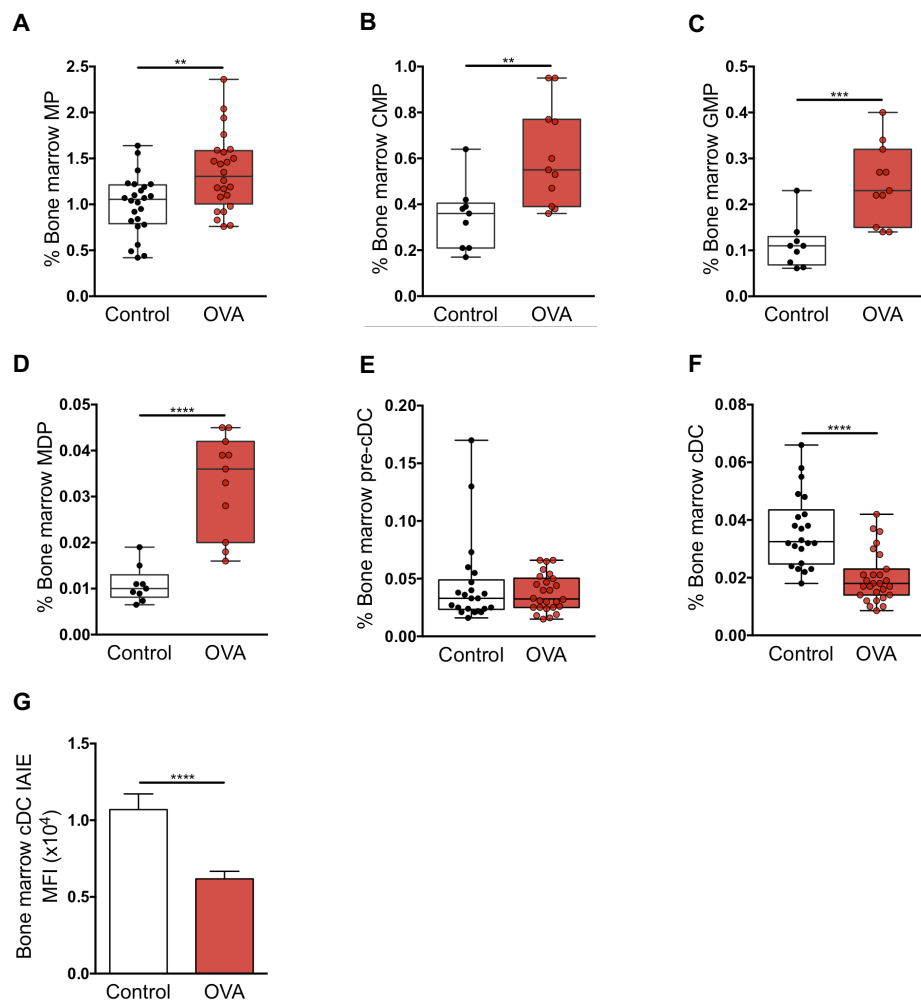 A
% Bone marrow MP
2.5
2.0
1.5
1.0
0.5
0.0
**
Control OVA
B
% Bone marrow CMP
1.0
0.8
0.6
0.4
0.2
0.0
**
Control OVA
C
% Bone marrow GMP
0.5
0.4
0.3
0.2
0.1
0.0
***
Control OVA
D
% Bone marrow MDP
0.05
0.04
0.03
0.02
0.01
0.00
****
Control OVA
E
% Bone marrow pre-cDC
0.20
0.15
0.10
0.05
0.00
Control OVA
F
% Bone marrow cDC
0.08
0.06
0.04
0.02
0.00
****
Control OVA
G
Bone marrow cDC IAIE
MFI (x10⁴)
1.5
1.0
0.5
0.0
****
Control OVA